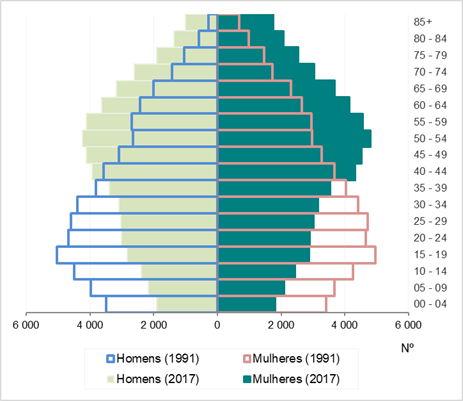 85+
80 - 84
75 - 79
70 - 74
65 - 69
60 - 64
55 - 59
50 - 54
45 - 49
40 - 44
35 - 39
30 - 34
25 - 29
20 - 24
15 - 19
10 - 14
05 - 09
00 - 04
6 000 4 000 2 000 0 2 000 4 000 6 000
Nº
Homens (1991) Mulheres (1991)
Homens (2017) Mulheres (2017)